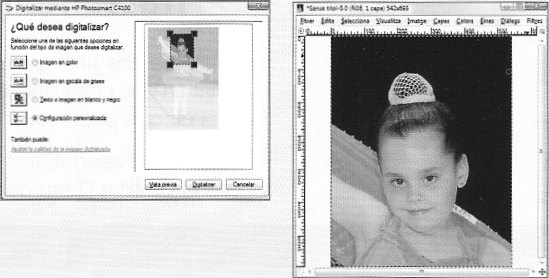 Digitalizar mediante HP Photosmart C4100
¿Qué desea digitalizar?
Seleccione una de las siguientes opciones en
función del tipo de imagen que desea digitalizar.
Imagen en color
Imagen en escala de grises
Texto o imagen en blanco y negro
Configuración personalizada
También puede:
Ajustar la calidad de la imagen digitalizada
Vista previa
Digitalizar
Cancelar
*Sense títol-5.0 (RGB, 1 capa) 542x693
Fitxer Edita Selecciona Visualitza Imatge Capes Colors Eines Diàlegs Filtres